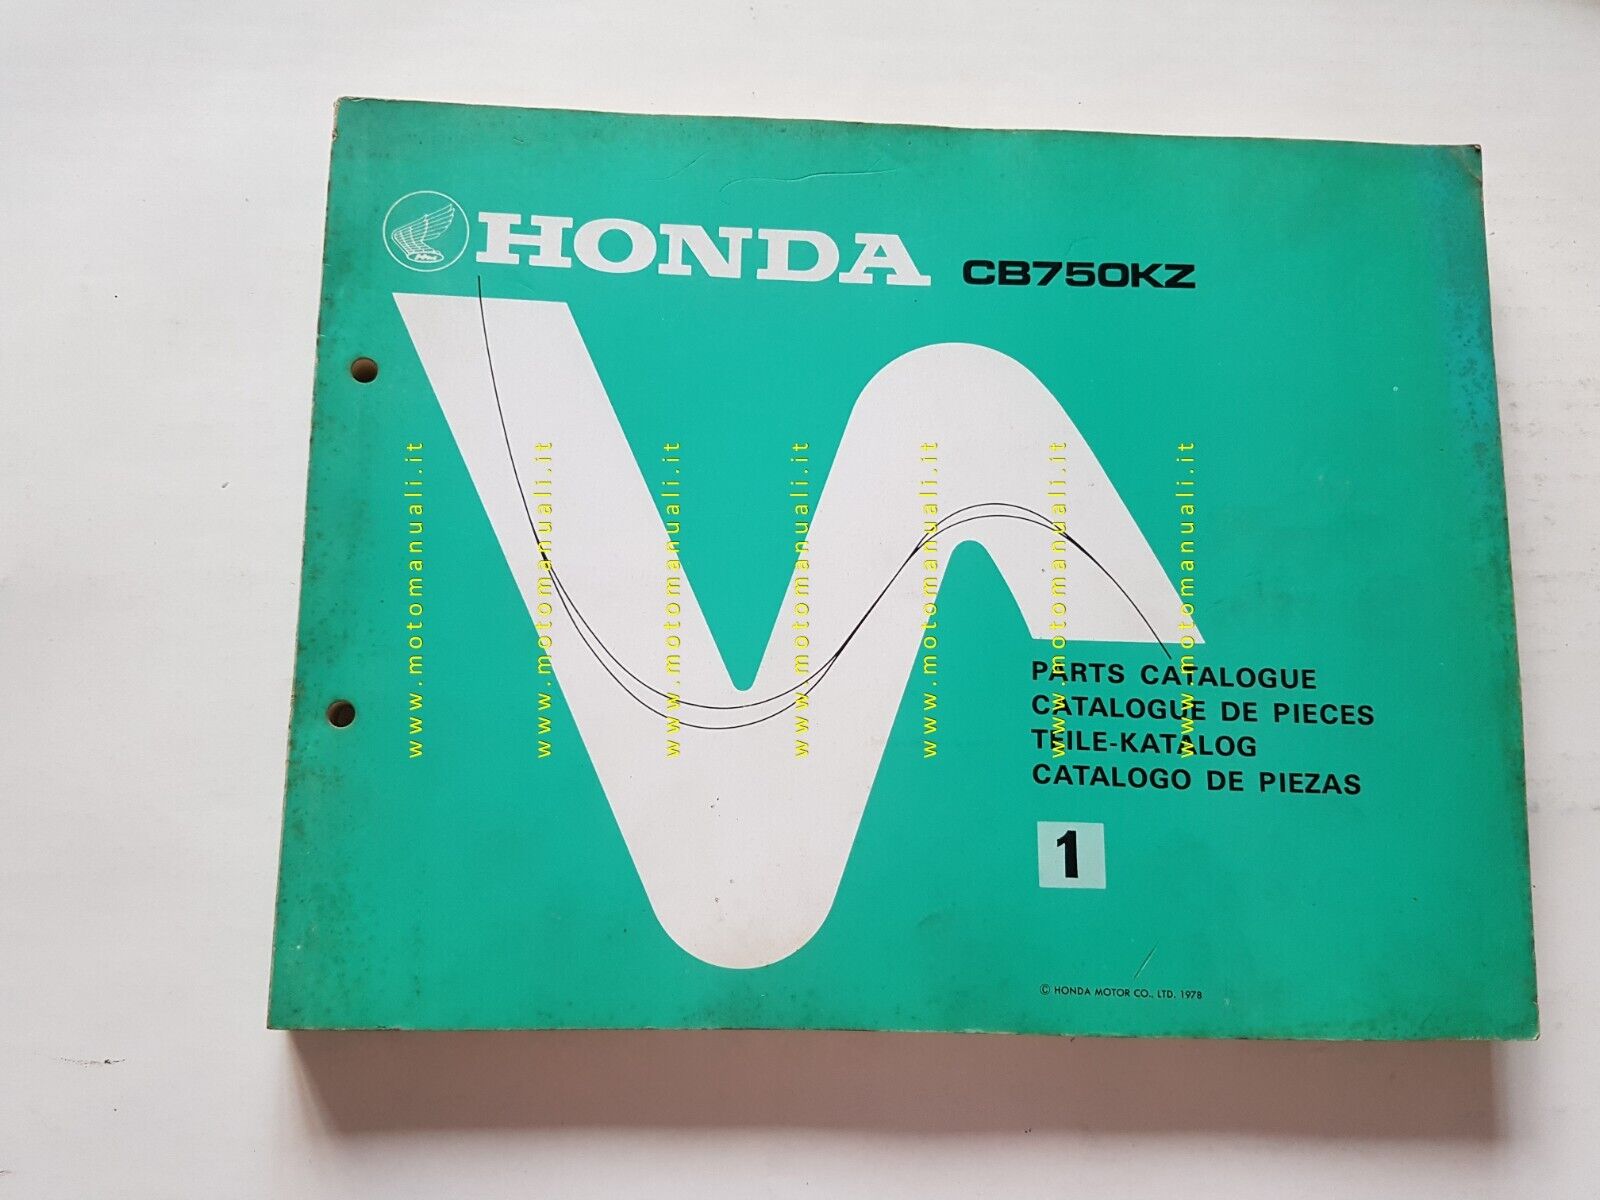 HONDA CB750KZ
PARTS CATALOGUE
CATALOGUE DE PIECES
TEILE-KATALOG
CATALOGO DE PIEZAS
1
© HONDA MOTOR CO., LTD. 1978
www.motomanuali.it
www.motomanuali.it
www.motomanuali.it
www.motomanuali.it
www.motomanuali.it
www.motomanuali.it
www.motomanuali.it